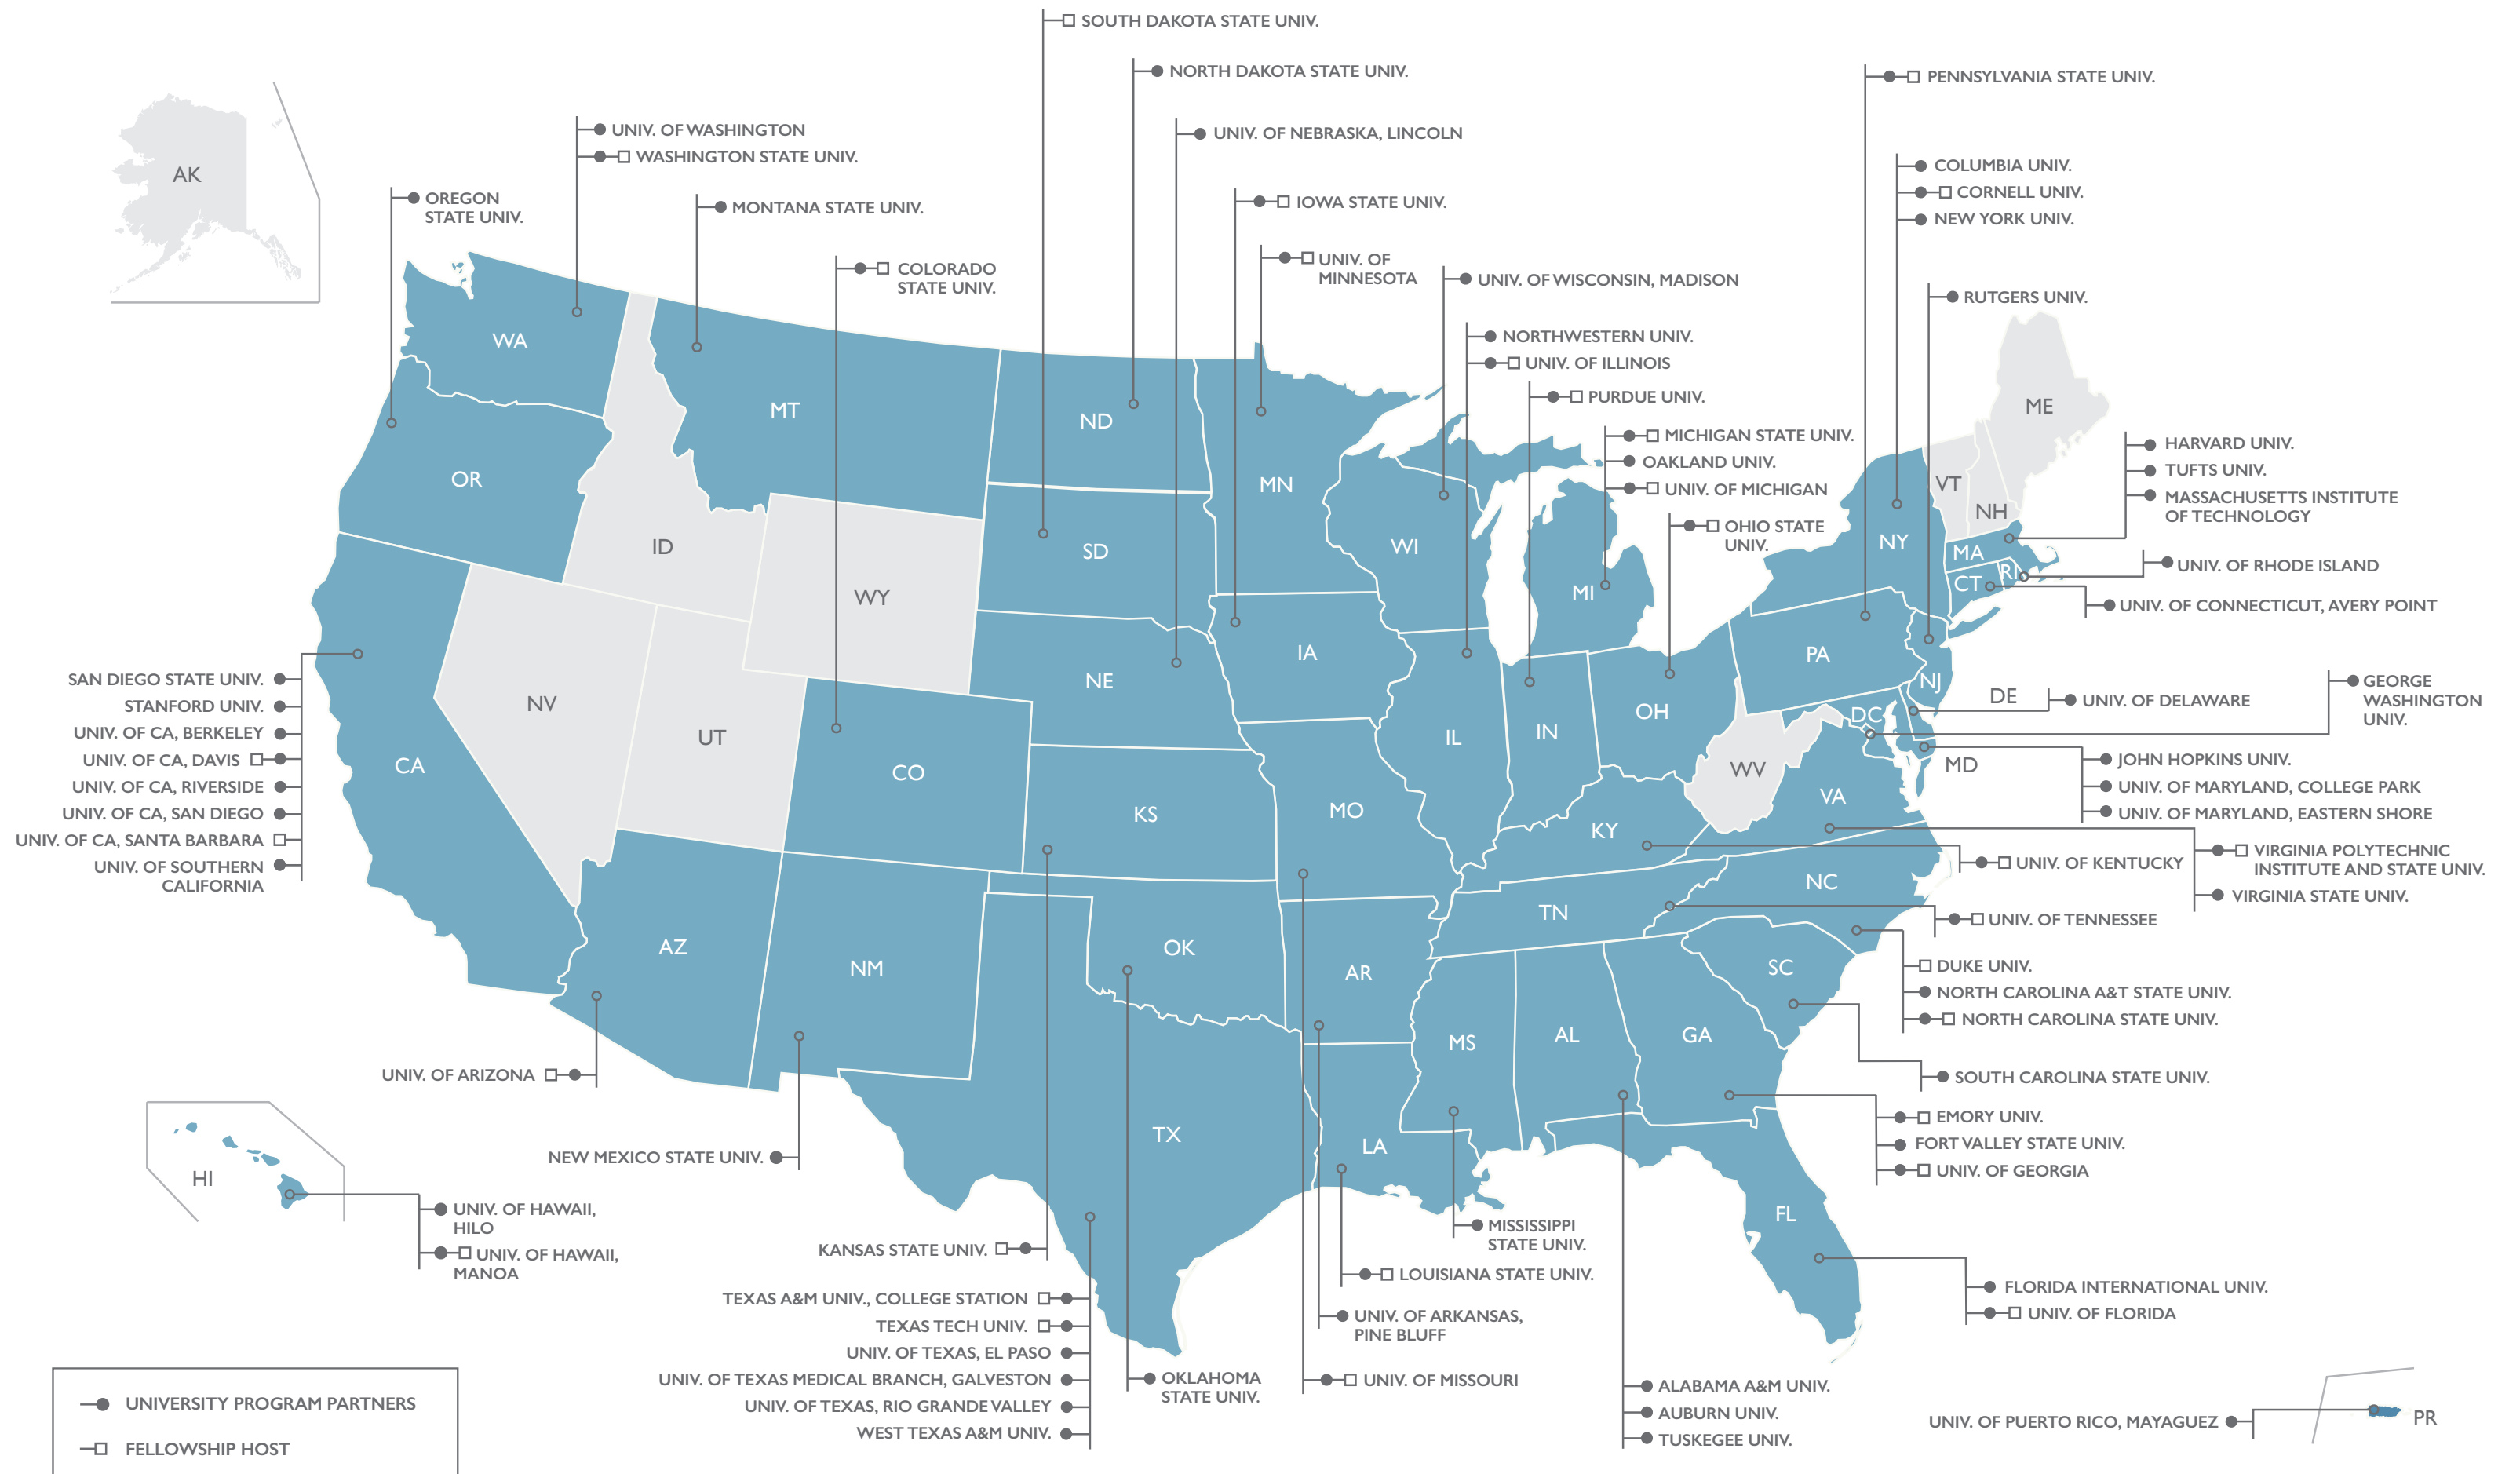 SOUTH DAKOTA STATE UNIV.
NORTH DAKOTA STATE UNIV.
PENNSYLVANIA STATE UNIV.
UNIV. OF WASHINGTON
WASHINGTON STATE UNIV.
UNIV. OF NEBRASKA, LINCOLN
COLUMBIA UNIV.
CORNELL UNIV.
NEW YORK UNIV.
AK
OREGON
STATE UNIV.
MONTANA STATE UNIV.
IOWA STATE UNIV.
COLORADO
STATE UNIV.
UNIV. OF
MINNESOTA
UNIV. OF WISCONSIN, MADISON
RUTGERS UNIV.
NORTHWESTERN UNIV.
UNIV. OF ILLINOIS
PURDUE UNIV.
MICHIGAN STATE UNIV.
OAKLAND UNIV.
UNIV. OF MICHIGAN
OHIO STATE
UNIV.
HARVARD UNIV.
TUFTS UNIV.
MASSACHUSETTS INSTITUTE
OF TECHNOLOGY
UNIV. OF RHODE ISLAND
UNIV. OF CONNECTICUT, AVERY POINT
WA
MT
ND
OR
MN
ME
VT
NH
ID
SD
WI
NY
MA
CT
RI
WY
MI
IA
PA
NJ
NE
NV
UT
CA
CO
IL
IN
OH
DC
DE
MD
WV
VA
KS
MO
KY
NC
TN
AZ
NM
OK
AR
SC
MS
AL
GA
TX
LA
FL
HI
PR
SAN DIEGO STATE UNIV.
STANFORD UNIV.
UNIV. OF CA, BERKELEY
UNIV. OF CA, DAVIS
UNIV. OF CA, RIVERSIDE
UNIV. OF CA, SAN DIEGO
UNIV. OF CA, SANTA BARBARA
UNIV. OF SOUTHERN
CALIFORNIA
GEORGE
WASHINGTON
UNIV.
UNIV. OF DELAWARE
JOHN HOPKINS UNIV.
UNIV. OF MARYLAND, COLLEGE PARK
UNIV. OF MARYLAND, EASTERN SHORE
VIRGINIA POLYTECHNIC
INSTITUTE AND STATE UNIV.
VIRGINIA STATE UNIV.
UNIV. OF KENTUCKY
UNIV. OF TENNESSEE
DUKE UNIV.
NORTH CAROLINA A&T STATE UNIV.
NORTH CAROLINA STATE UNIV.
SOUTH CAROLINA STATE UNIV.
EMORY UNIV.
FORT VALLEY STATE UNIV.
UNIV. OF GEORGIA
UNIV. OF ARIZONA
NEW MEXICO STATE UNIV.
UNIV. OF HAWAII,
HILO
UNIV. OF HAWAII,
MANOA
KANSAS STATE UNIV.
MISSISSIPPI
STATE UNIV.
LOUISIANA STATE UNIV.
UNIV. OF ARKANSAS,
PINE BLUFF
FLORIDA INTERNATIONAL UNIV.
UNIV. OF FLORIDA
TEXAS A&M UNIV., COLLEGE STATION
TEXAS TECH UNIV.
UNIV. OF TEXAS, EL PASO
UNIV. OF TEXAS MEDICAL BRANCH, GALVESTON
UNIV. OF TEXAS, RIO GRANDE VALLEY
WEST TEXAS A&M UNIV.
OKLAHOMA
STATE UNIV.
UNIV. OF MISSOURI
ALABAMA A&M UNIV.
AUBURN UNIV.
TUSKEGEE UNIV.
UNIV. OF PUERTO RICO, MAYAGUEZ
UNIVERSITY PROGRAM PARTNERS
FELLOWSHIP HOST